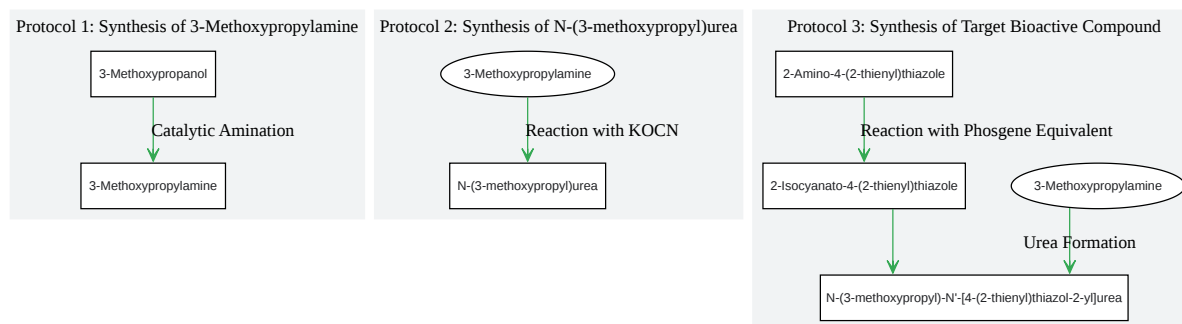 Protocol 1: Synthesis of 3-Methoxypropylamine
3-Methoxypropanol
Catalytic Amination
3-Methoxypropylamine
Protocol 2: Synthesis of N-(3-methoxypropyl)urea
3-Methoxypropylamine
Reaction with KOCN
N-(3-methoxypropyl)urea
Protocol 3: Synthesis of Target Bioactive Compound
2-Amino-4-(2-thienyl)thiazole
Reaction with Phosgene Equivalent
2-Isocyanato-4-(2-thienyl)thiazole
3-Methoxypropylamine
Urea Formation
N-(3-methoxypropyl)-N'-[4-(2-thienyl)thiazol-2-yl]urea